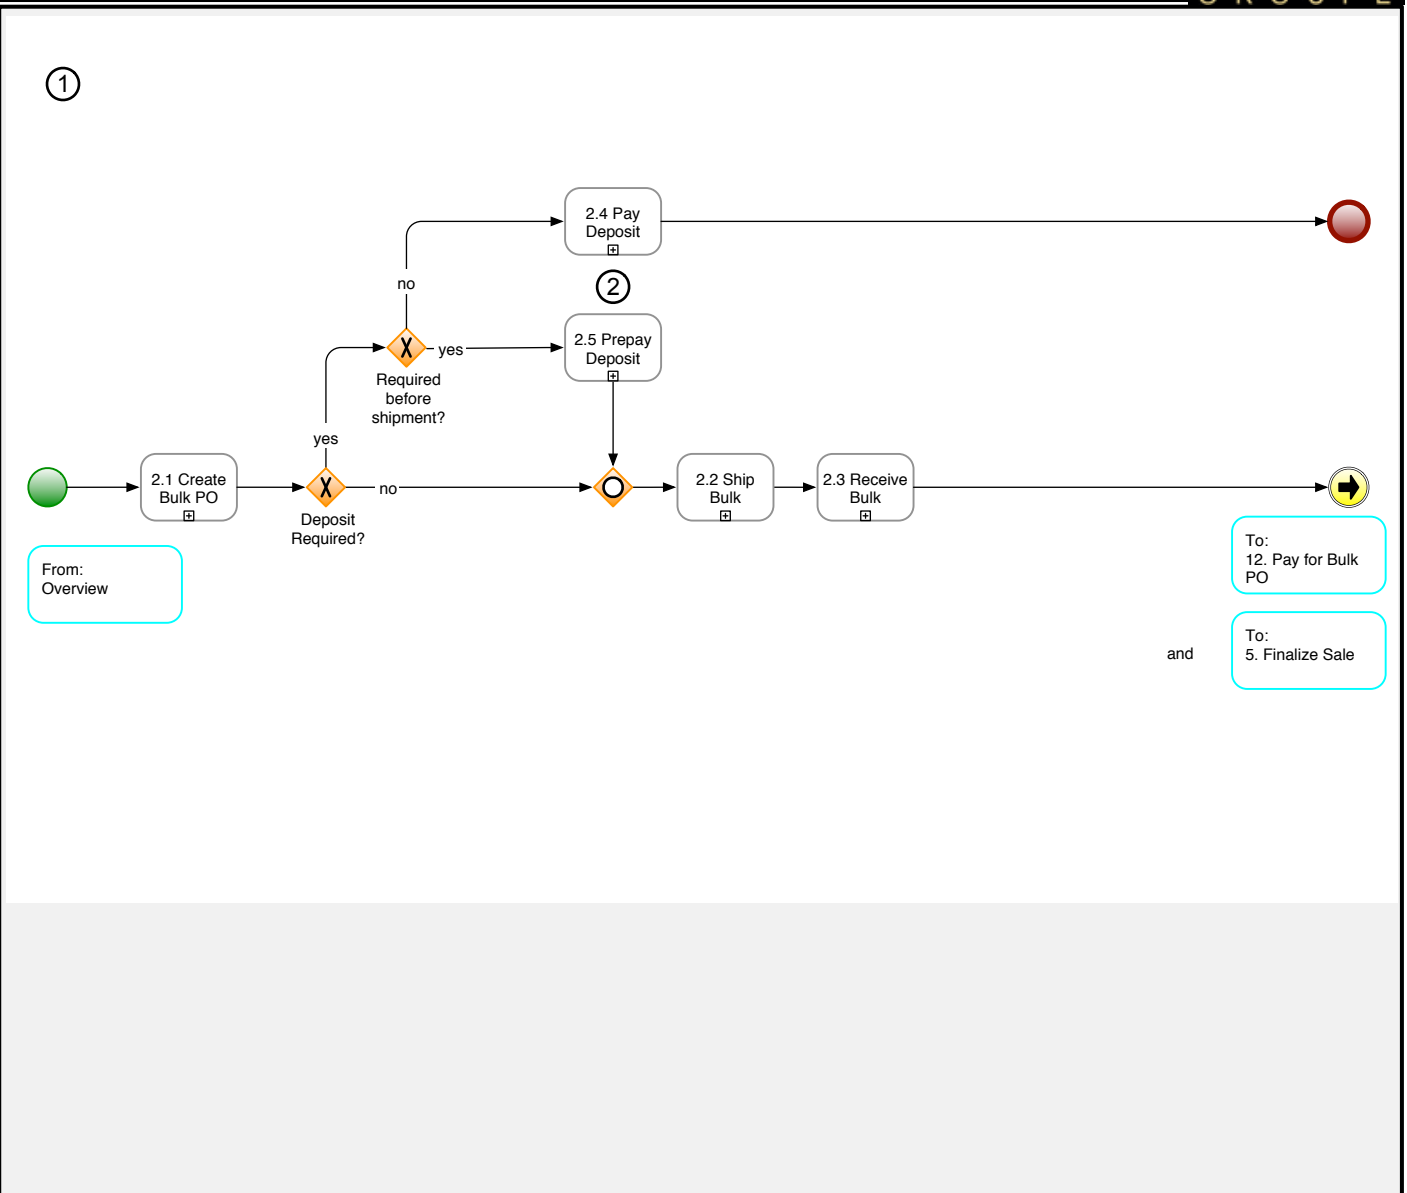 1
2.4 Pay
Deposit
no
2
2.5 Prepay
Deposit
yes
Required
before
shipment?
yes
2.1 Create
Bulk PO
no
2.2 Ship
Bulk
2.3 Receive
Bulk
Deposit
Required?
From:
Overview
To:
12. Pay for Bulk
PO
and
To:
5. Finalize Sale